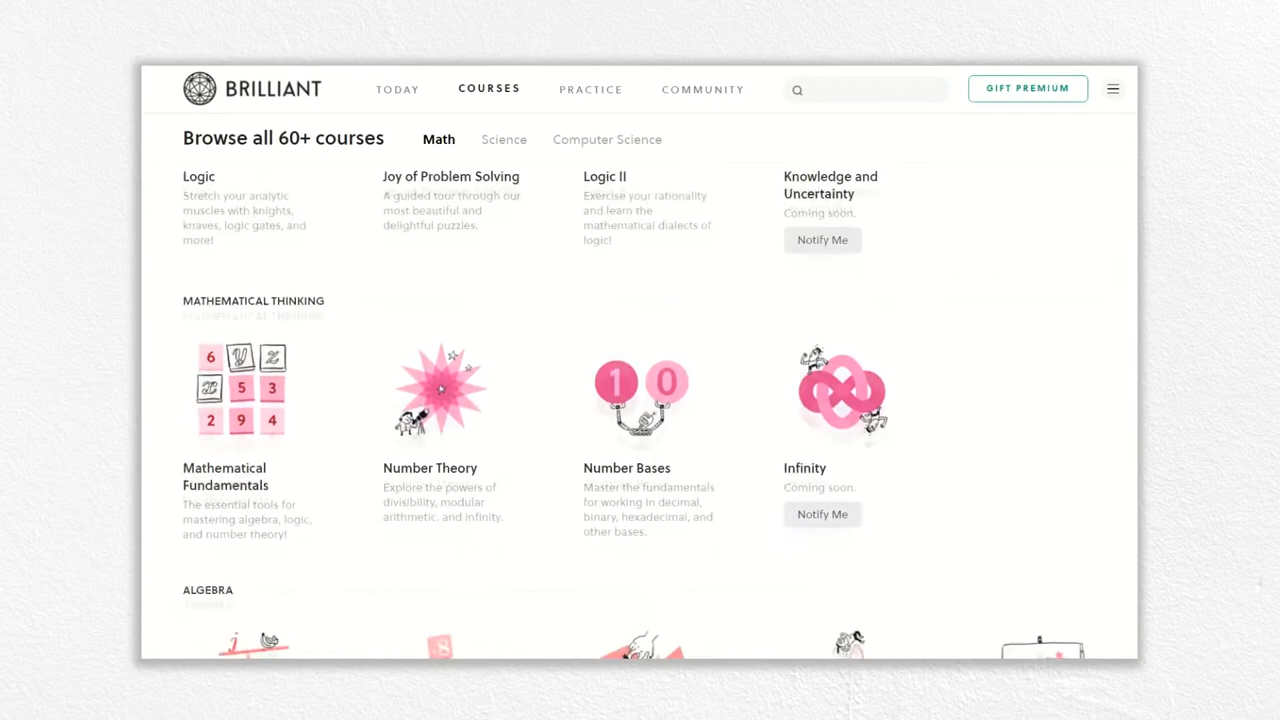 BRILLIANT
TODAY
COURSES
PRACTICE
COMMUNITY
GIFT PREMIUM
Browse all 60+ courses
Math
Science
Computer Science
Logic
Stretch your analytic
muscles with knights,
knaves, logic gates, and
more!
Joy of Problem Solving
A guided tour through our
most beautiful and
delightful puzzles.
Logic II
Exercise your rationality
and learn the
mathematical dialects of
logic!
Knowledge and
Uncertainty
Coming soon.
Notify Me
MATHEMATICAL THINKING
6 y z
x 5 3
2 9 4
Mathematical
Fundamentals
The essential tools for
mastering algebra, logic,
and number theory!
Number Theory
Explore the powers of
divisibility, modular
arithmetic. and infinity.
1 0
Number Bases
Master the fundamentals
for working in decimal,
binary, hexadecimal, and
other bases.
Infinity
Coming soon.
Notify Me
ALGEBRA
j
8